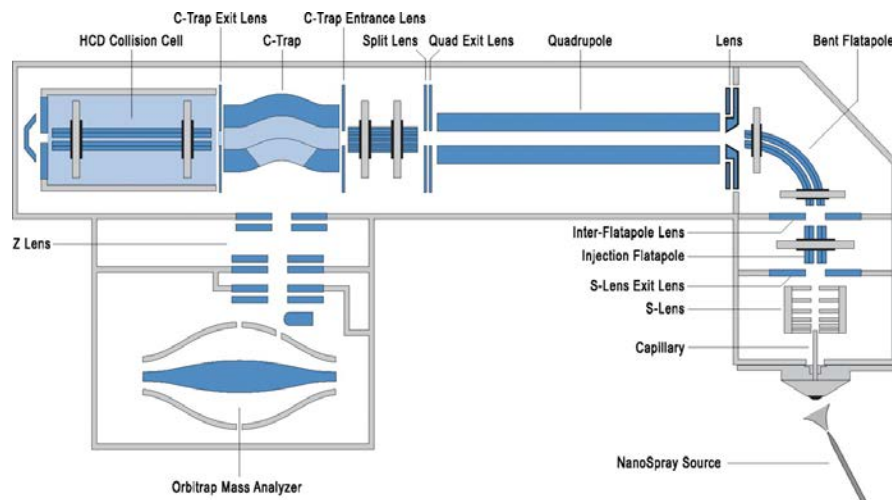 C-Trap Exit Lens
C-Trap Entrance Lens
HCD Collision Cell
C-Trap
Split Lens
Quad Exit Lens
Quadrupole
Lens
Bent Flatapole
Z Lens
Inter-Flatapole Lens
Injection Flatapole
S-Lens Exit Lens
S-Lens
Capillary
NanoSpray Source
Orbitrap Mass Analyzer